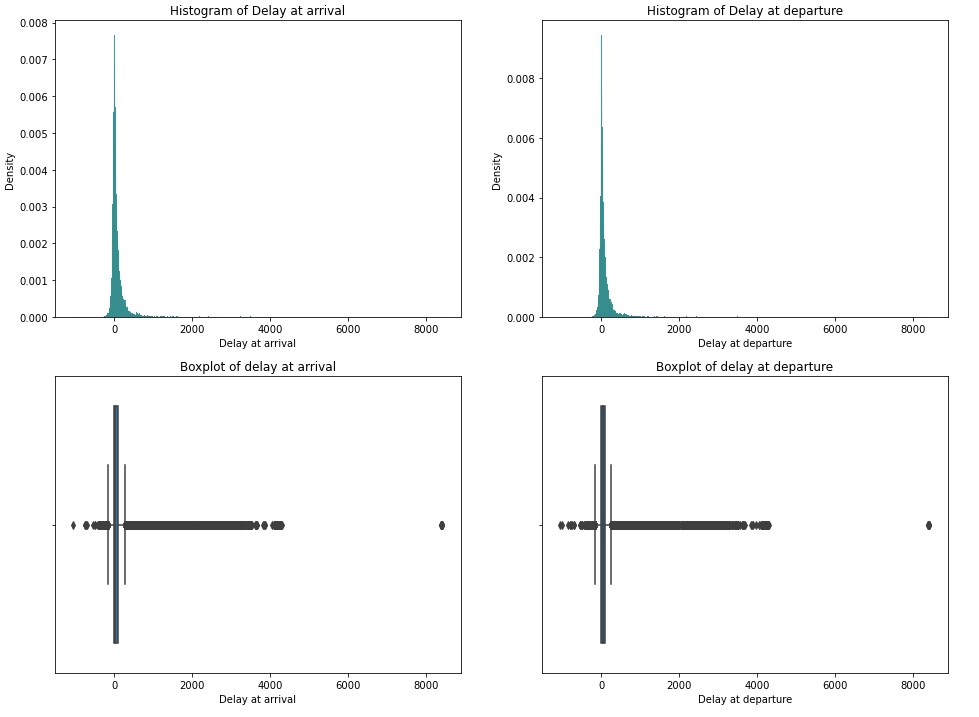 Histogram of Delay at arrival
0.008
0.007
0.006
0.005
0.004
0.003
0.002
0.001
0.000
Density
0 2000 4000 6000 8000
Delay at arrival
Histogram of Delay at departure
0.008
0.006
0.004
0.002
0.000
Density
0 2000 4000 6000 8000
Delay at departure
Boxplot of delay at arrival
0 2000 4000 6000 8000
Delay at arrival
Boxplot of delay at departure
0 2000 4000 6000 8000
Delay at departure